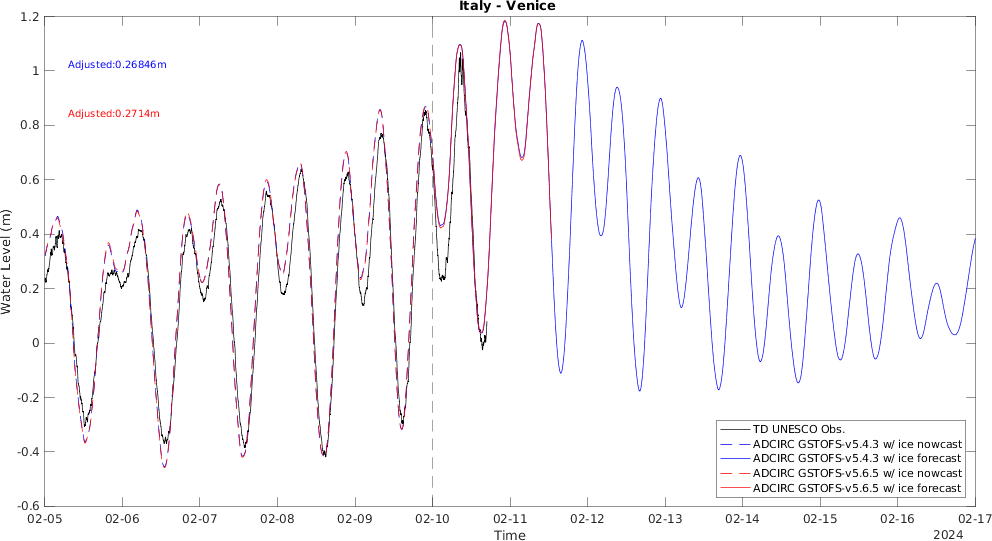 Italy - Venice
1.2
1
0.8
0.6
0.4
0.2
0
-0.2
-0.4
-0.6
Water Level (m)
Adjusted:0.26846m
Adjusted:0.2714m
TD UNESCO Obs.
ADCIRC GSTOFS-v5.4.3 w/ ice nowcast
ADCIRC GSTOFS-v5.4.3 w/ ice forecast
ADCIRC GSTOFS-v5.6.5 w/ ice nowcast
ADCIRC GSTOFS-v5.6.5 w/ ice forecast
02-05 02-06 02-07 02-08 02-09 02-10 02-11 02-12 02-13 02-14 02-15 02-16 02-17
Time
2024